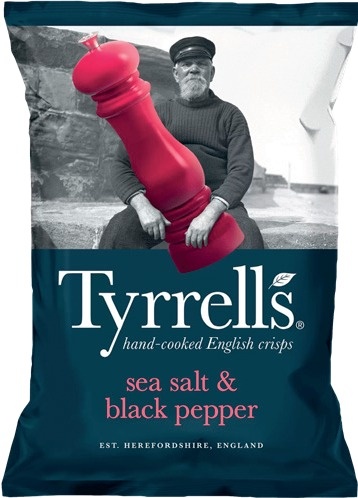 Tyrrells®
hand-cooked English crisps
sea salt &
black pepper
EST. HEREFORDSHIRE, ENGLAND